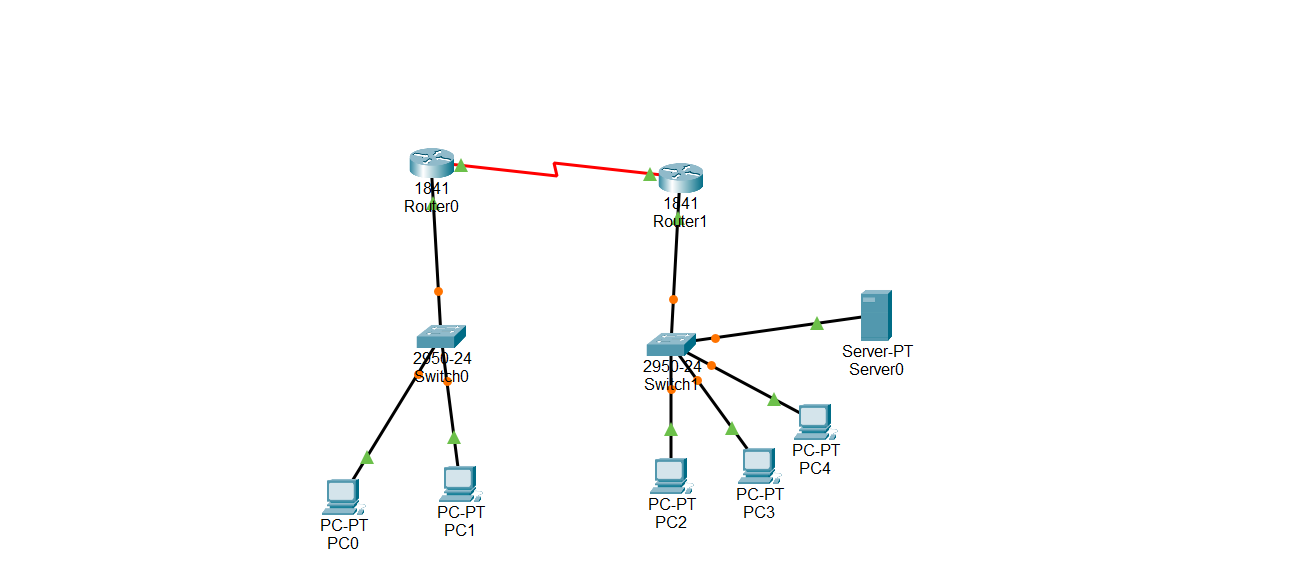 1841
Router0
1841
Router1
2950-24
Switch0
2950-24
Switch1
Server-PT
Server0
PC-PT
PC4
PC-PT
PC3
PC-PT
PC2
PC-PT
PC1
PC-PT
PC0